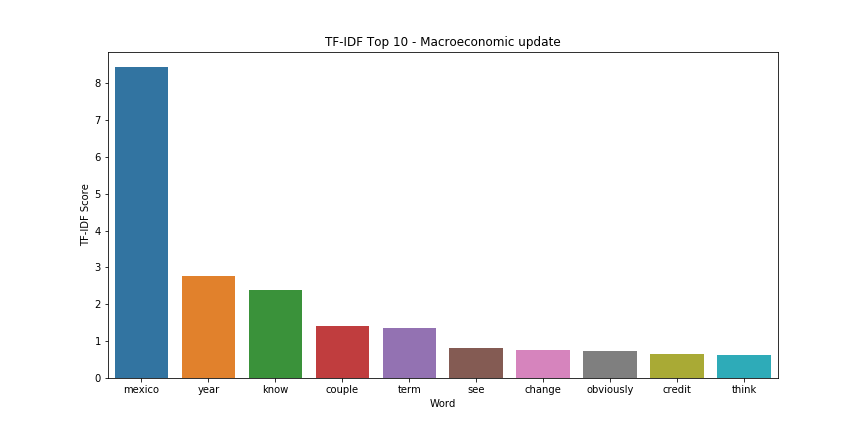 TF-IDF Top 10 - Macroeconomic update
TF-IDF Score
8
7
6
5
4
3
2
1
0
mexico year know couple term see change obviously credit think
Word